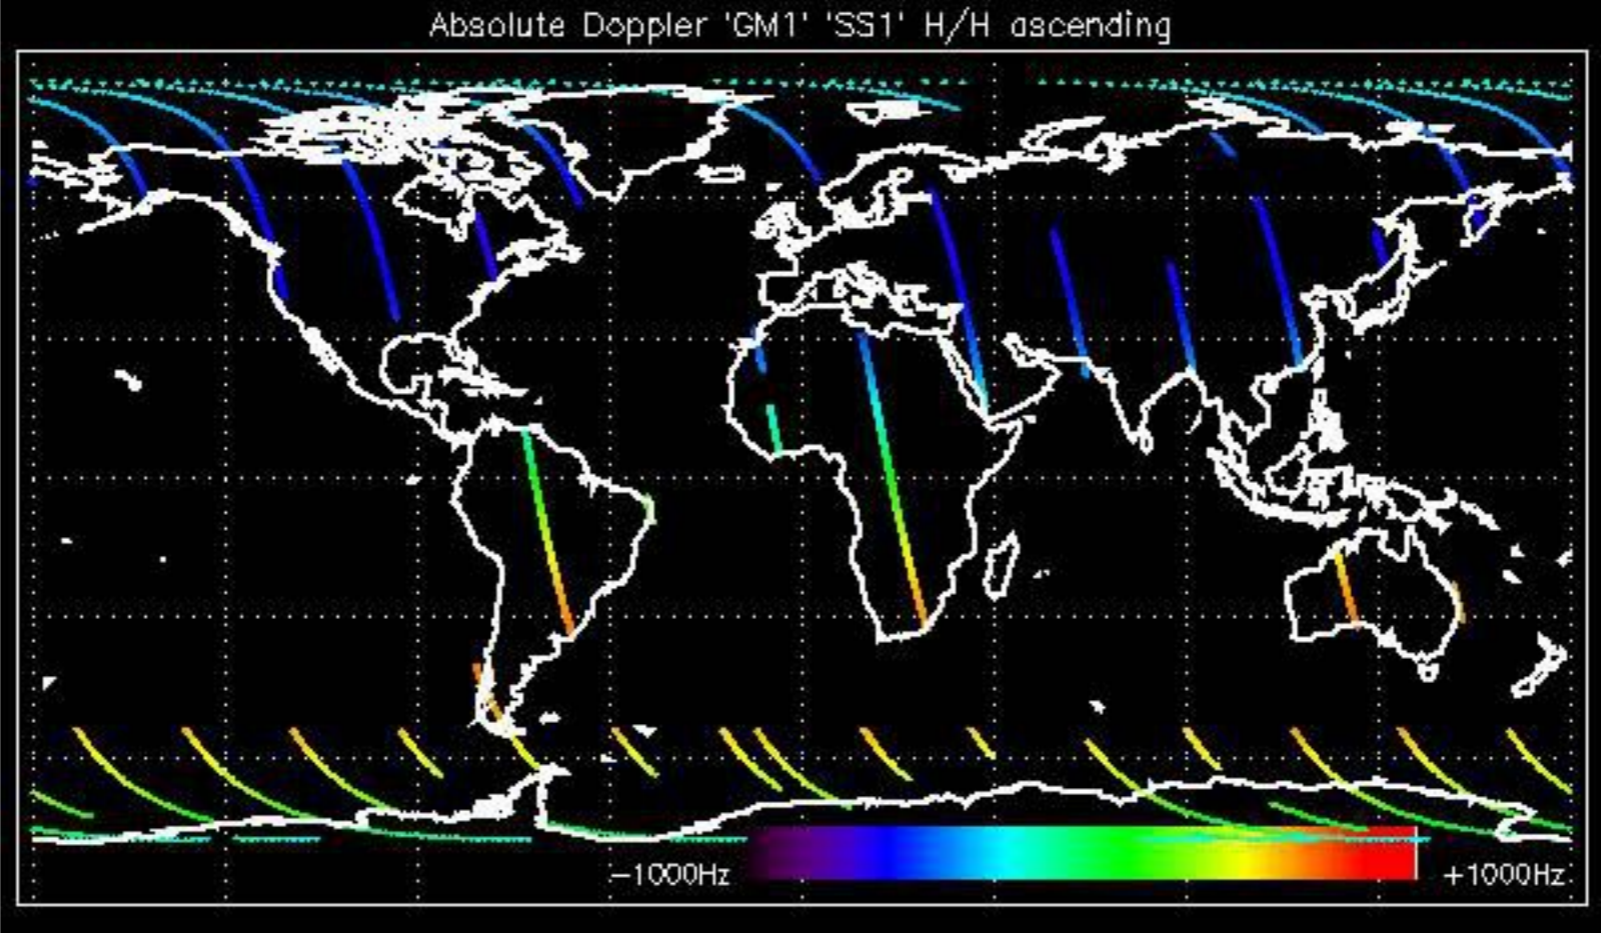 Absolute Doppler 'GM1' 'SS1' H/H ascending
−1000Hz
+1000Hz